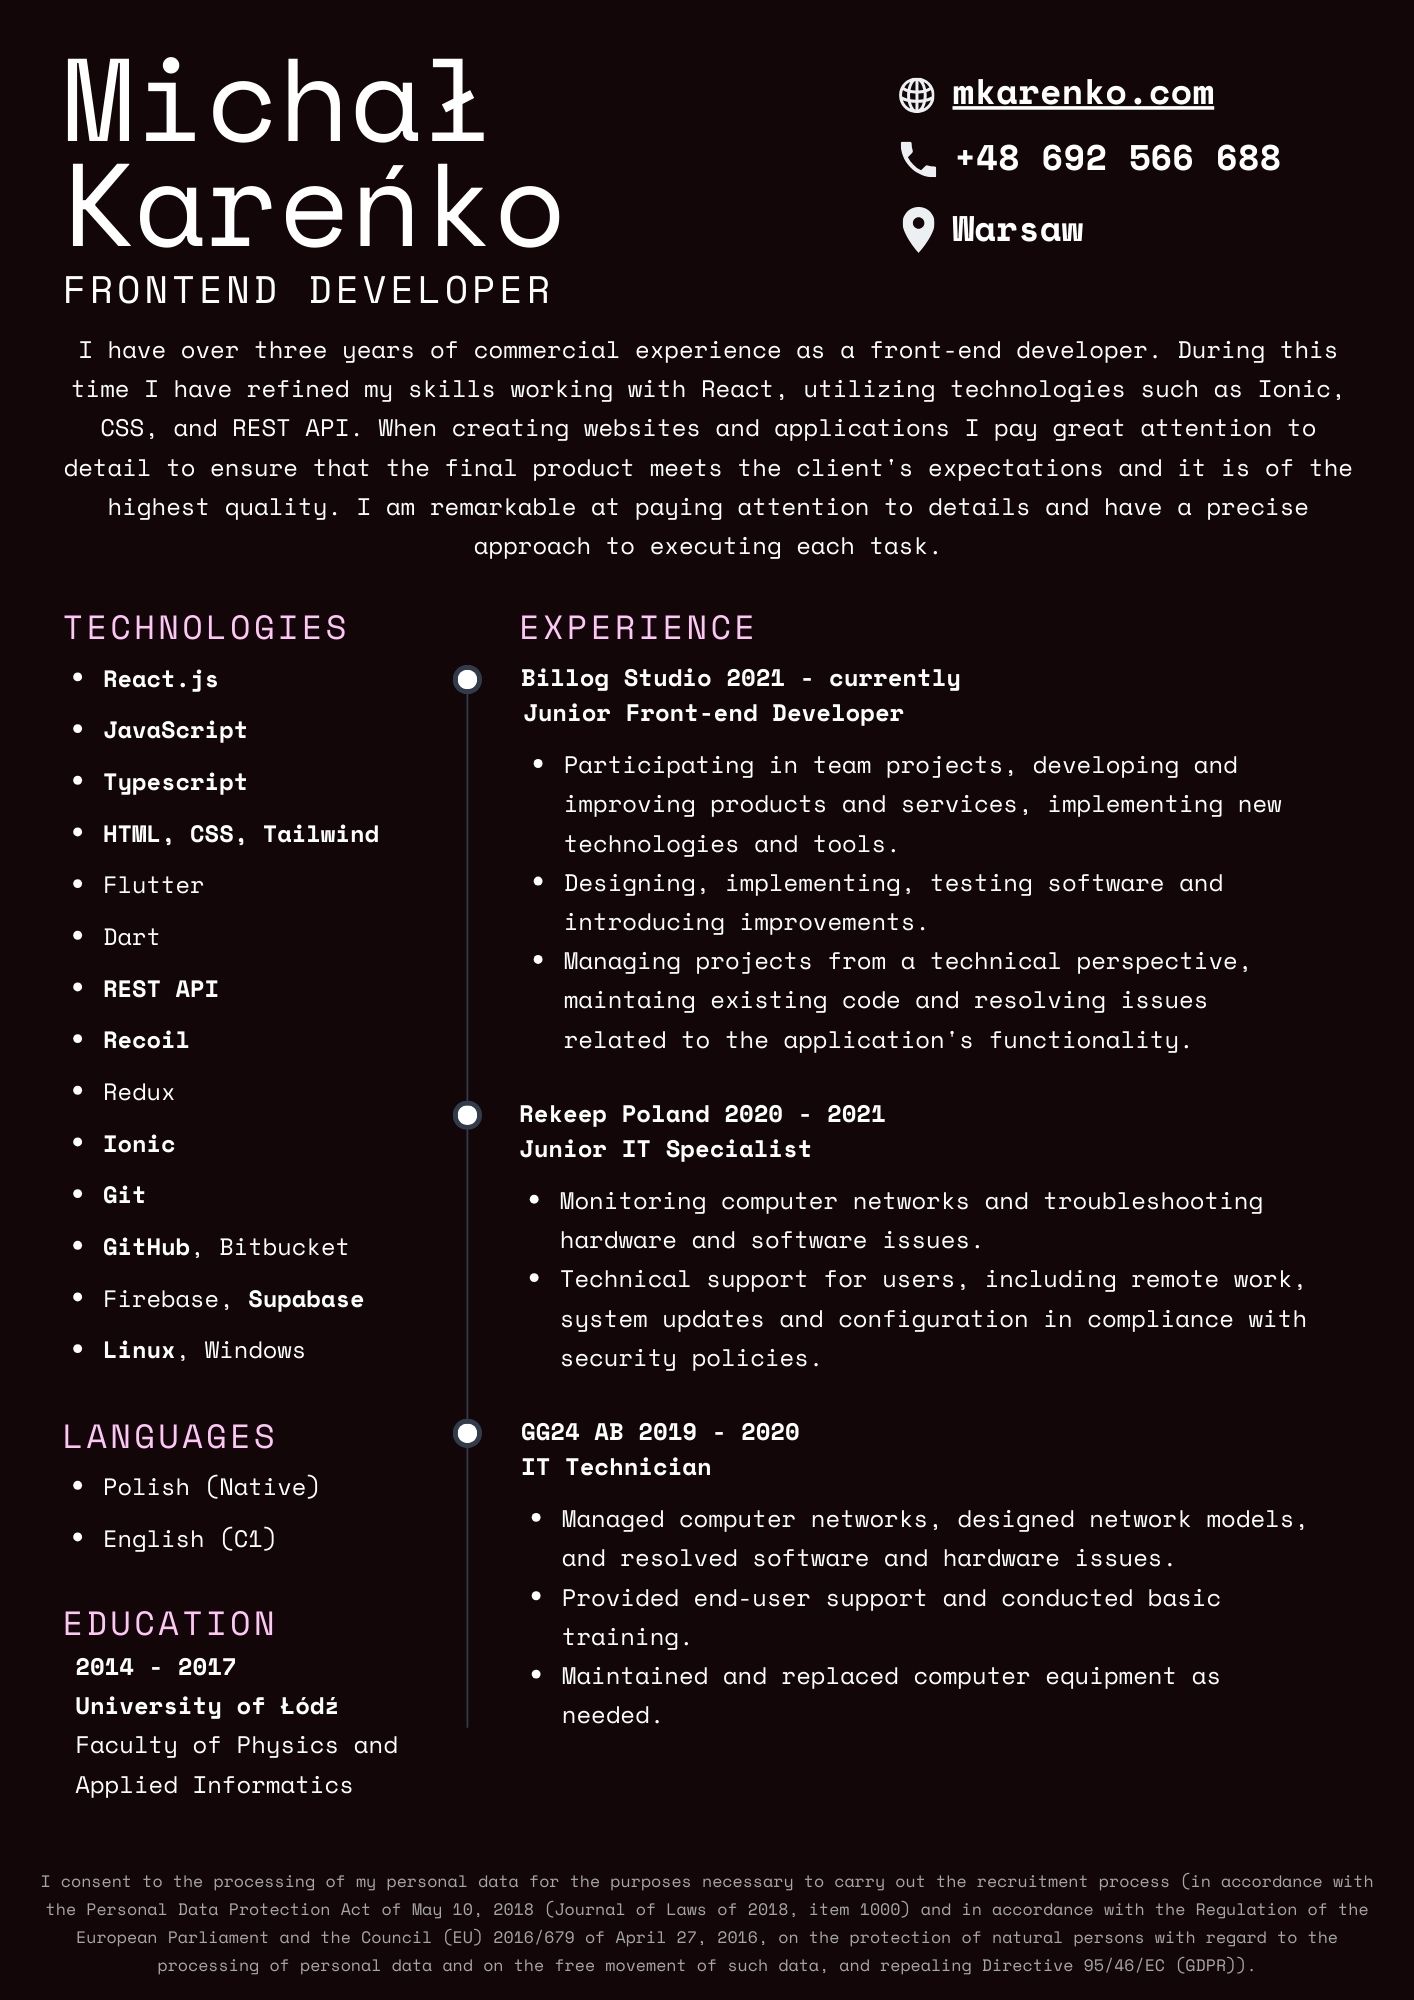 Michał
Kareńko
FRONTEND DEVELOPER
mkarenko.com
+48 692 566 688
Warsaw
I have over three years of commercial experience as a front-end developer. During this
time I have refined my skills working with React, utilizing technologies such as Ionic,
CSS, and REST API. When creating websites and applications I pay great attention to
detail to ensure that the final product meets the client's expectations and it is of the
highest quality. I am remarkable at paying attention to details and have a precise
approach to executing each task.
TECHNOLOGIES
• React.js
• JavaScript
• Typescript
• HTML, CSS, Tailwind
• Flutter
• Dart
• REST API
• Recoil
• Redux
• Ionic
• Git
• GitHub, Bitbucket
• Firebase, Supabase
• Linux, Windows
LANGUAGES
• Polish (Native)
• English (C1)
EDUCATION
2014 - 2017
University of Łódź
Faculty of Physics and
Applied Informatics
EXPERIENCE
Billog Studio 2021 - currently
Junior Front-end Developer
• Participating in team projects, developing and
improving products and services, implementing new
technologies and tools.
• Designing, implementing, testing software and
introducing improvements.
• Managing projects from a technical perspective,
maintaing existing code and resolving issues
related to the application's functionality.
Rekeep Poland 2020 - 2021
Junior IT Specialist
• Monitoring computer networks and troubleshooting
hardware and software issues.
• Technical support for users, including remote work,
system updates and configuration in compliance with
security policies.
GG24 AB 2019 - 2020
IT Technician
• Managed computer networks, designed network models,
and resolved software and hardware issues.
• Provided end-user support and conducted basic
training.
• Maintained and replaced computer equipment as
needed.
I consent to the processing of my personal data for the purposes necessary to carry out the recruitment process (in accordance with
the Personal Data Protection Act of May 10, 2018 (Journal of Laws of 2018, item 1000) and in accordance with the Regulation of the
European Parliament and the Council (EU) 2016/679 of April 27, 2016, on the protection of natural persons with regard to the
processing of personal data and on the free movement of such data, and repealing Directive 95/46/EC (GDPR)).